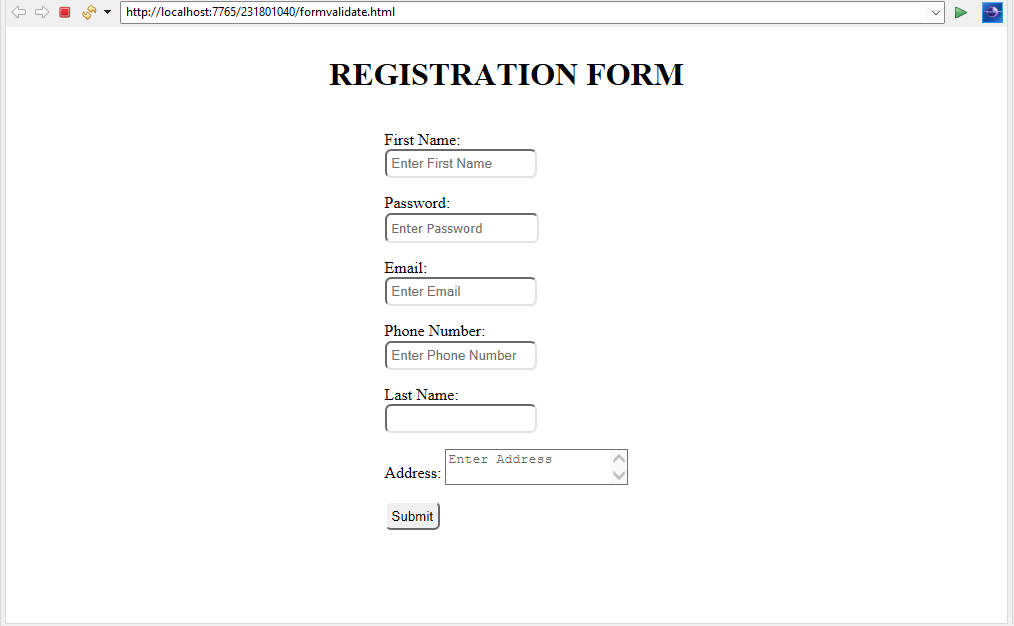 http://localhost:7765/231801040/formvalidate.html
REGISTRATION FORM
First Name:
Enter First Name
Password:
Enter Password
Email:
Enter Email
Phone Number:
Enter Phone Number
Last Name:
Address: Enter Address
Submit